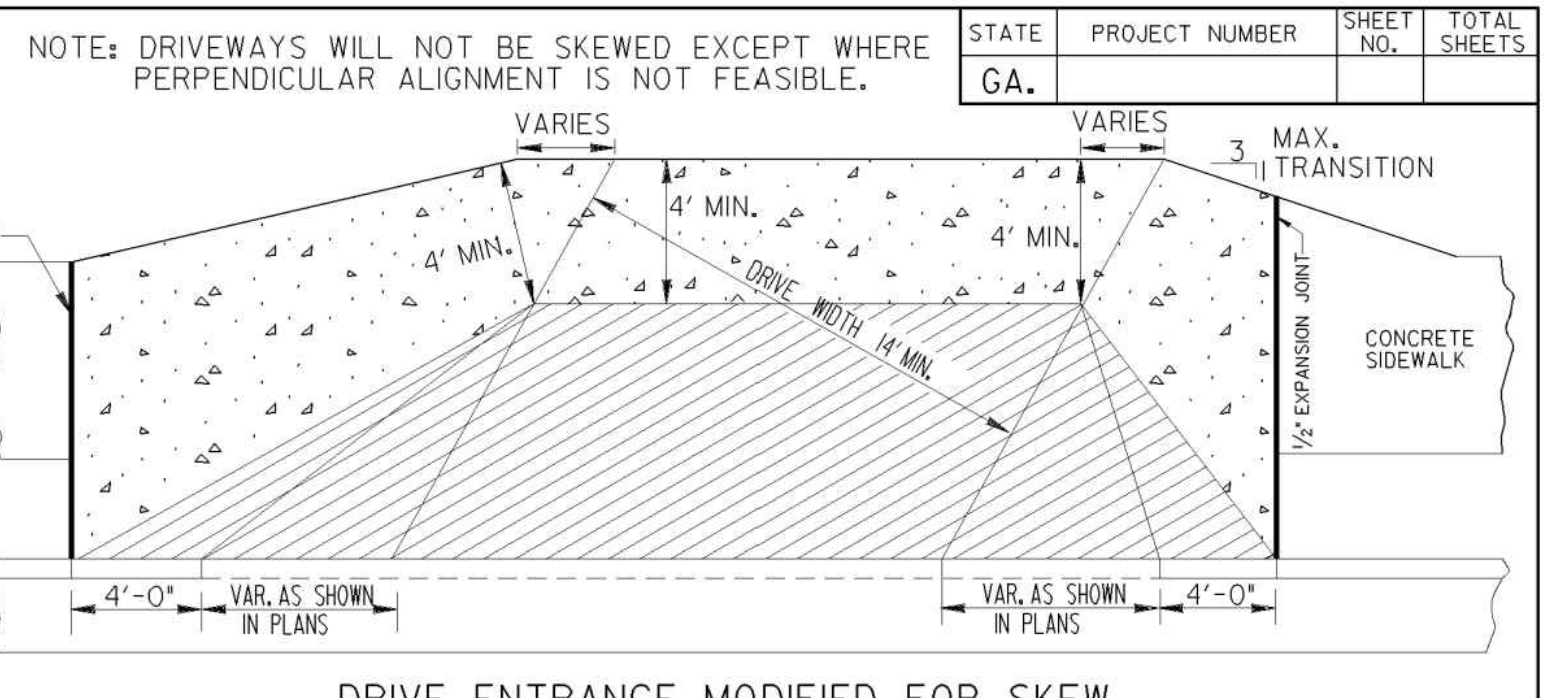 NOTE: DRIVEWAYS WILL NOT BE SKEWED EXCEPT WHERE
PERPENDICULAR ALIGNMENT IS NOT FEASIBLE.
STATE
PROJECT NUMBER
SHEET
NO.
TOTAL
SHEETS
GA.
VARIES
VARIES
3
1
MAX.
TRANSITION
4' MIN.
4' MIN.
4' MIN.
DRIVE WIDTH 14' MIN.
1/2" EXPANSION JOINT
CONCRETE
SIDEWALK
4'-0"
VAR. AS SHOWN
IN PLANS
VAR. AS SHOWN
IN PLANS
4'-0"
DRIVE ENTRANCE MODIFIED FOR SKEW